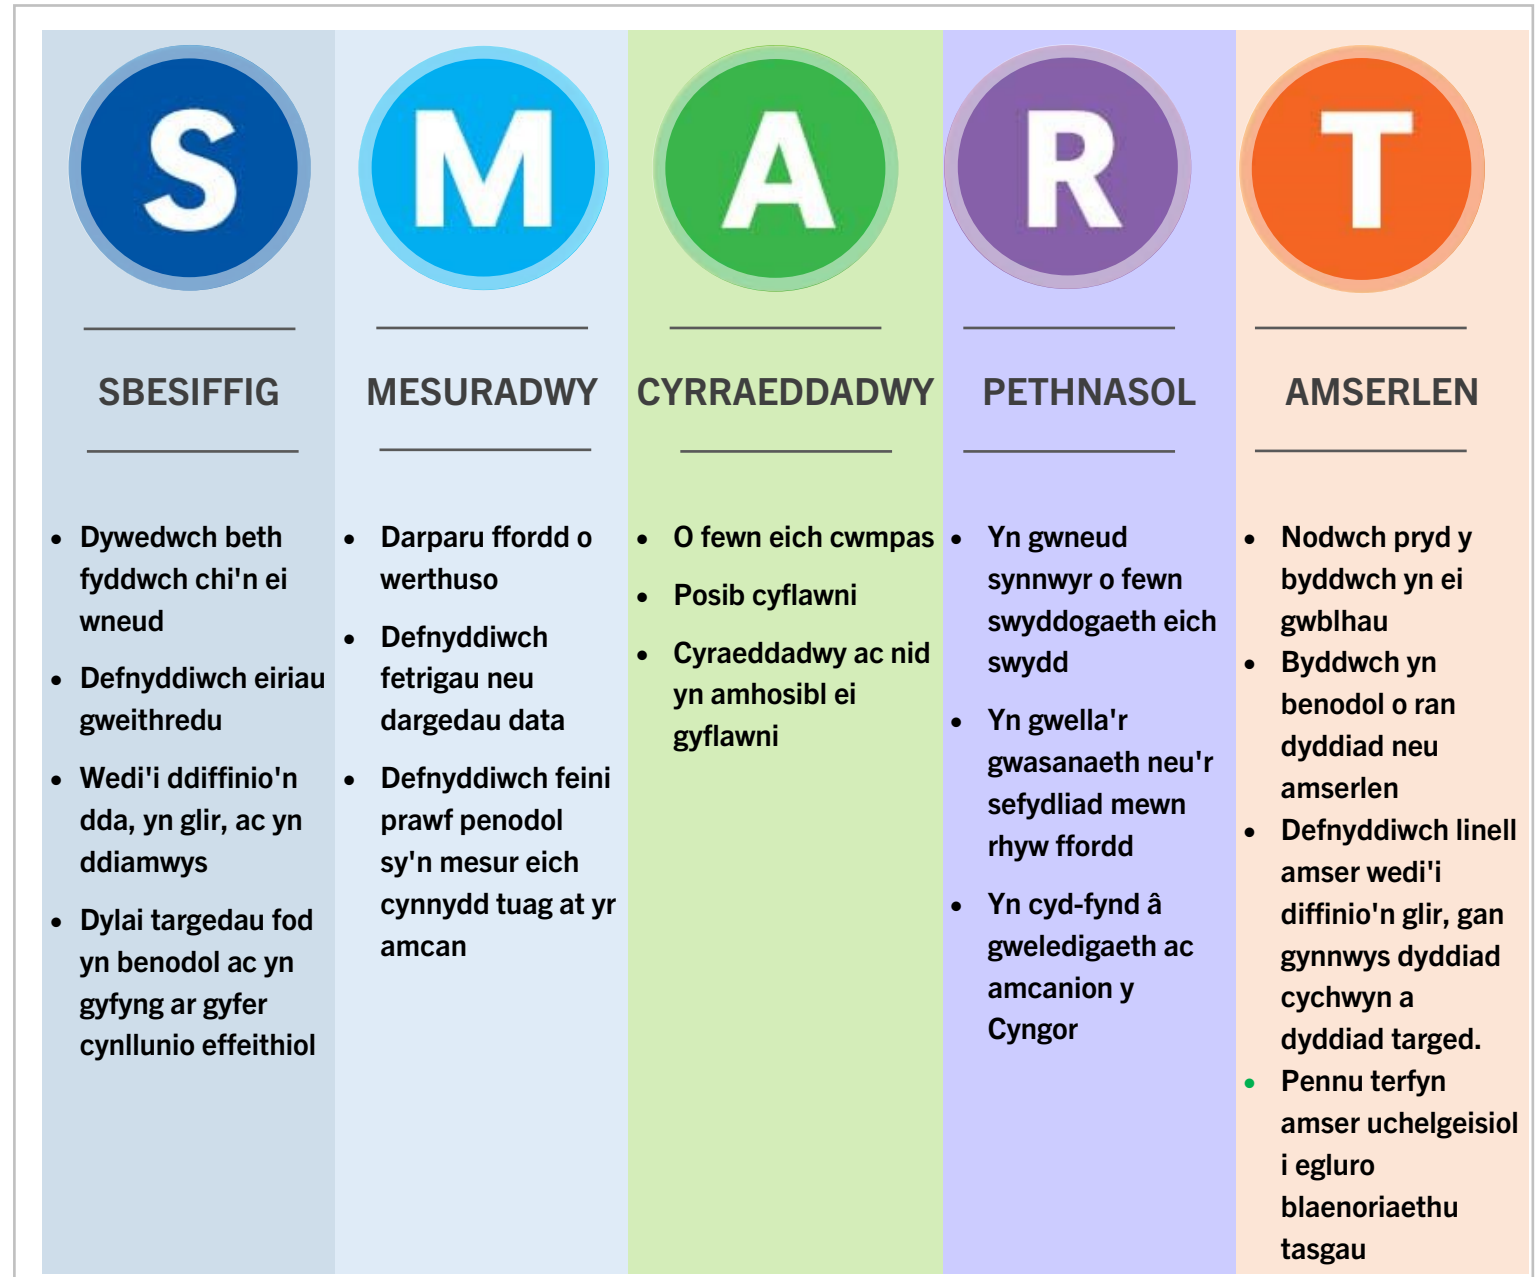 S
M
A
R
T
SBESIFFIG
MESURADWY
CYRRAEDDADWY
PETHNASOL
AMSERLEN
• Dywedwch beth
fyddwch chi'n ei
wneud
• Defnyddiwch eiriau
gweithredu
• Wedi'i ddiffinio'n
dda, yn glir, ac yn
ddiamwys
• Dylai targedau fod
yn benodol ac yn
gyfyng ar gyfer
cynllunio effeithiol
• Darparu ffordd o
werthuso
• Defnyddiwch
fetrigau neu
dargedau data
• Defnyddiwch feini
prawf penodol
sy'n mesur eich
cynnydd tuag at yr
amcan
• O fewn eich cwmpas
• Posib cyflawni
• Cyraeddadwy ac nid
yn amhosibl ei
gyflawni
• Yn gwneud
synnwyr o fewn
swyddogaeth eich
swydd
• Yn gwella'r
gwasanaeth neu'r
sefydliad mewn
rhyw ffordd
• Yn cyd-fynd â
gweledigaeth ac
amcanion y
Cyngor
• Nodwch pryd y
byddwch yn ei
gwblhau
• Byddwch yn
benodol o ran
dyddiad neu
amserlen
• Defnyddiwch linell
amser wedi'i
diffinio'n glir, gan
gynnwys dyddiad
cychwyn a
dyddiad targed.
• Pennu terfyn
amser uchelgeisiol
i egluro
blaenoriaethu
tasgau